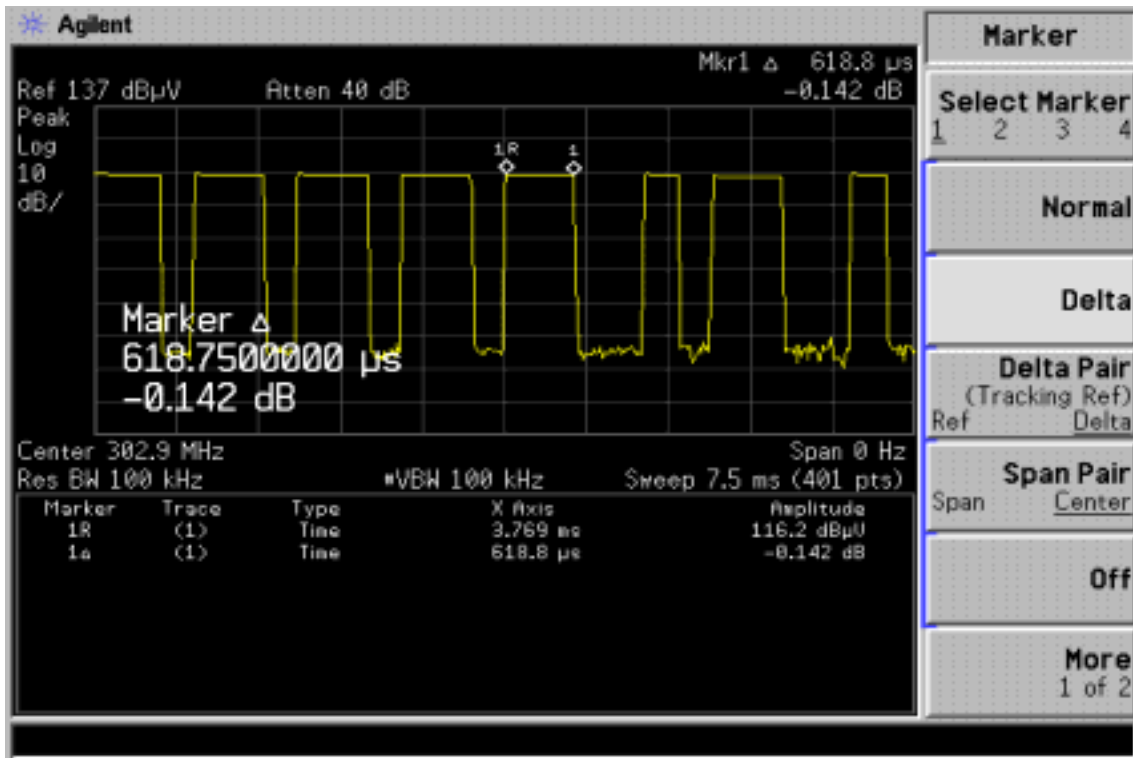 Agilent
Mkr1 Δ 618.8 µs
Ref 137 dBµV Atten 40 dB -0.142 dB
Peak
Log
10
dB/
1R 1
Marker Δ
618.7500000 µs
-0.142 dB
Center 302.9 MHz Span 0 Hz
Res BW 100 kHz #VBW 100 kHz Sweep 7.5 ms (401 pts)
Marker Trace Type X Axis Amplitude
1R (1) Time 3.769 ms 116.2 dBµV
1Δ (1) Time 618.8 µs -0.142 dB
Marker
Select Marker
1 2 3 4
Normal
Delta
Delta Pair
(Tracking Ref)
Ref Delta
Span Pair
Span Center
Off
More
1 of 2